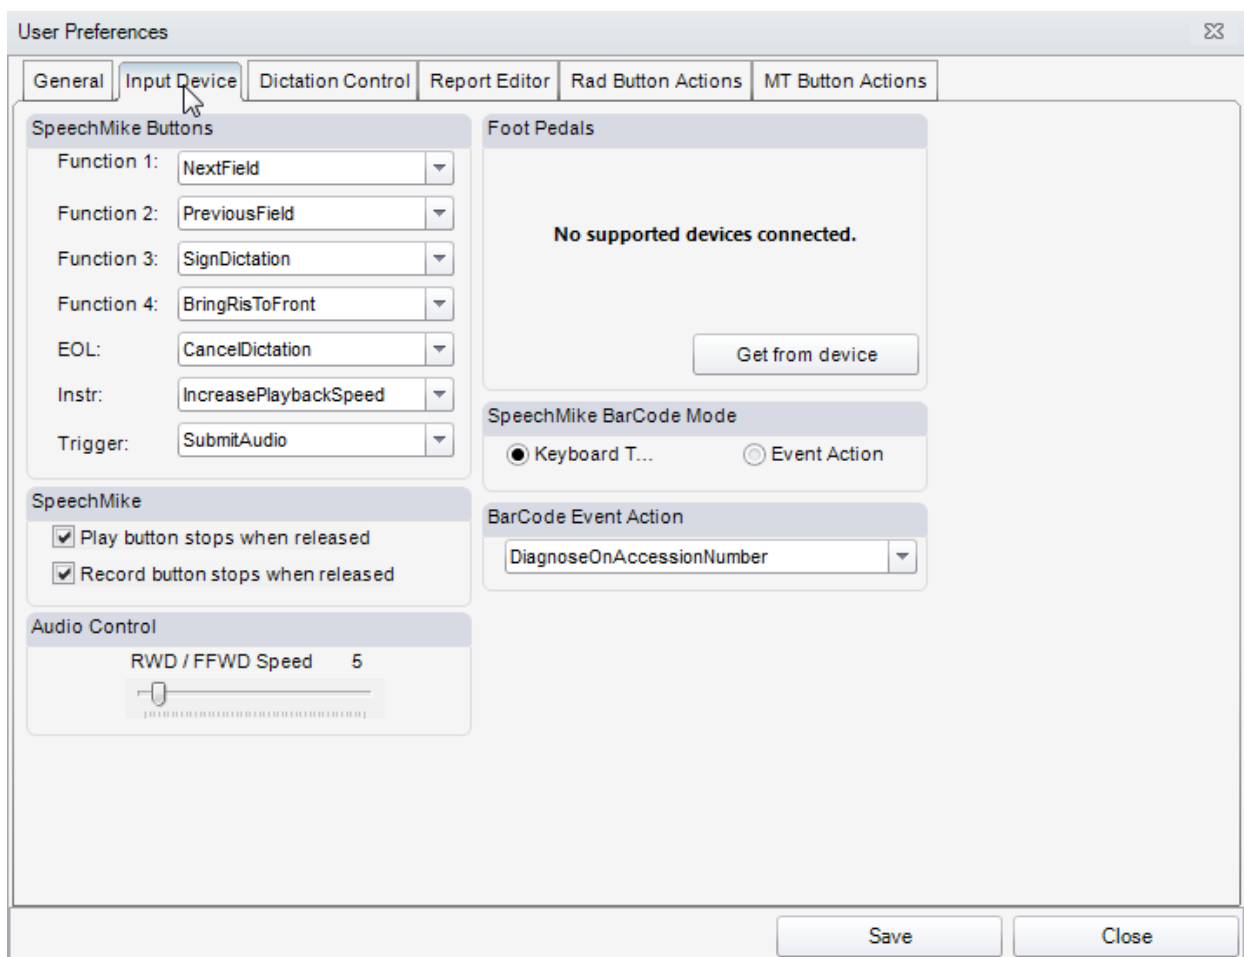 User Preferences
General Input Device Dictation Control Report Editor Rad Button Actions MT Button Actions
SpeechMike Buttons
Function 1: NextField
Function 2: PreviousField
Function 3: SignDictation
Function 4: BringRisToFront
EOL: CancelDictation
Instr: IncreasePlaybackSpeed
Trigger: SubmitAudio
SpeechMike
Play button stops when released
Record button stops when released
Audio Control
RWD / FFWD Speed 5
Foot Pedals
No supported devices connected.
Get from device
SpeechMike BarCode Mode
Keyboard T... Event Action
BarCode Event Action
DiagnoseOnAccessionNumber
Save Close